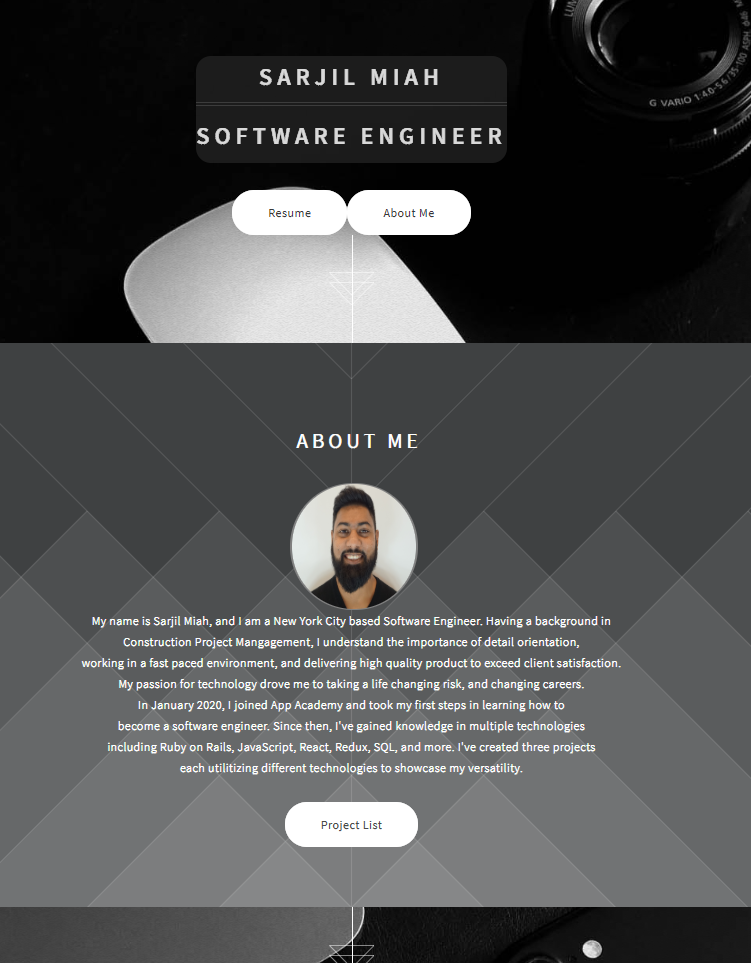 LUM
G VARIO 1:4.0-5.6/35-100 ASPH.
SARJIL MIAH
SOFTWARE ENGINEER
Resume
About Me
ABOUT ME
My name is Sarjil Miah, and I am a New York City based Software Engineer. Having a background in
Construction Project Mangagement, I understand the importance of detail orientation,
working in a fast paced environment, and delivering high quality product to exceed client satisfaction.
My passion for technology drove me to taking a life changing risk, and changing careers.
In January 2020, I joined App Academy and took my first steps in learning how to
become a software engineer. Since then, I've gained knowledge in multiple technologies
including Ruby on Rails, JavaScript, React, Redux, SQL, and more. I've created three projects
each utilitizing different technologies to showcase my versatility.
Project List